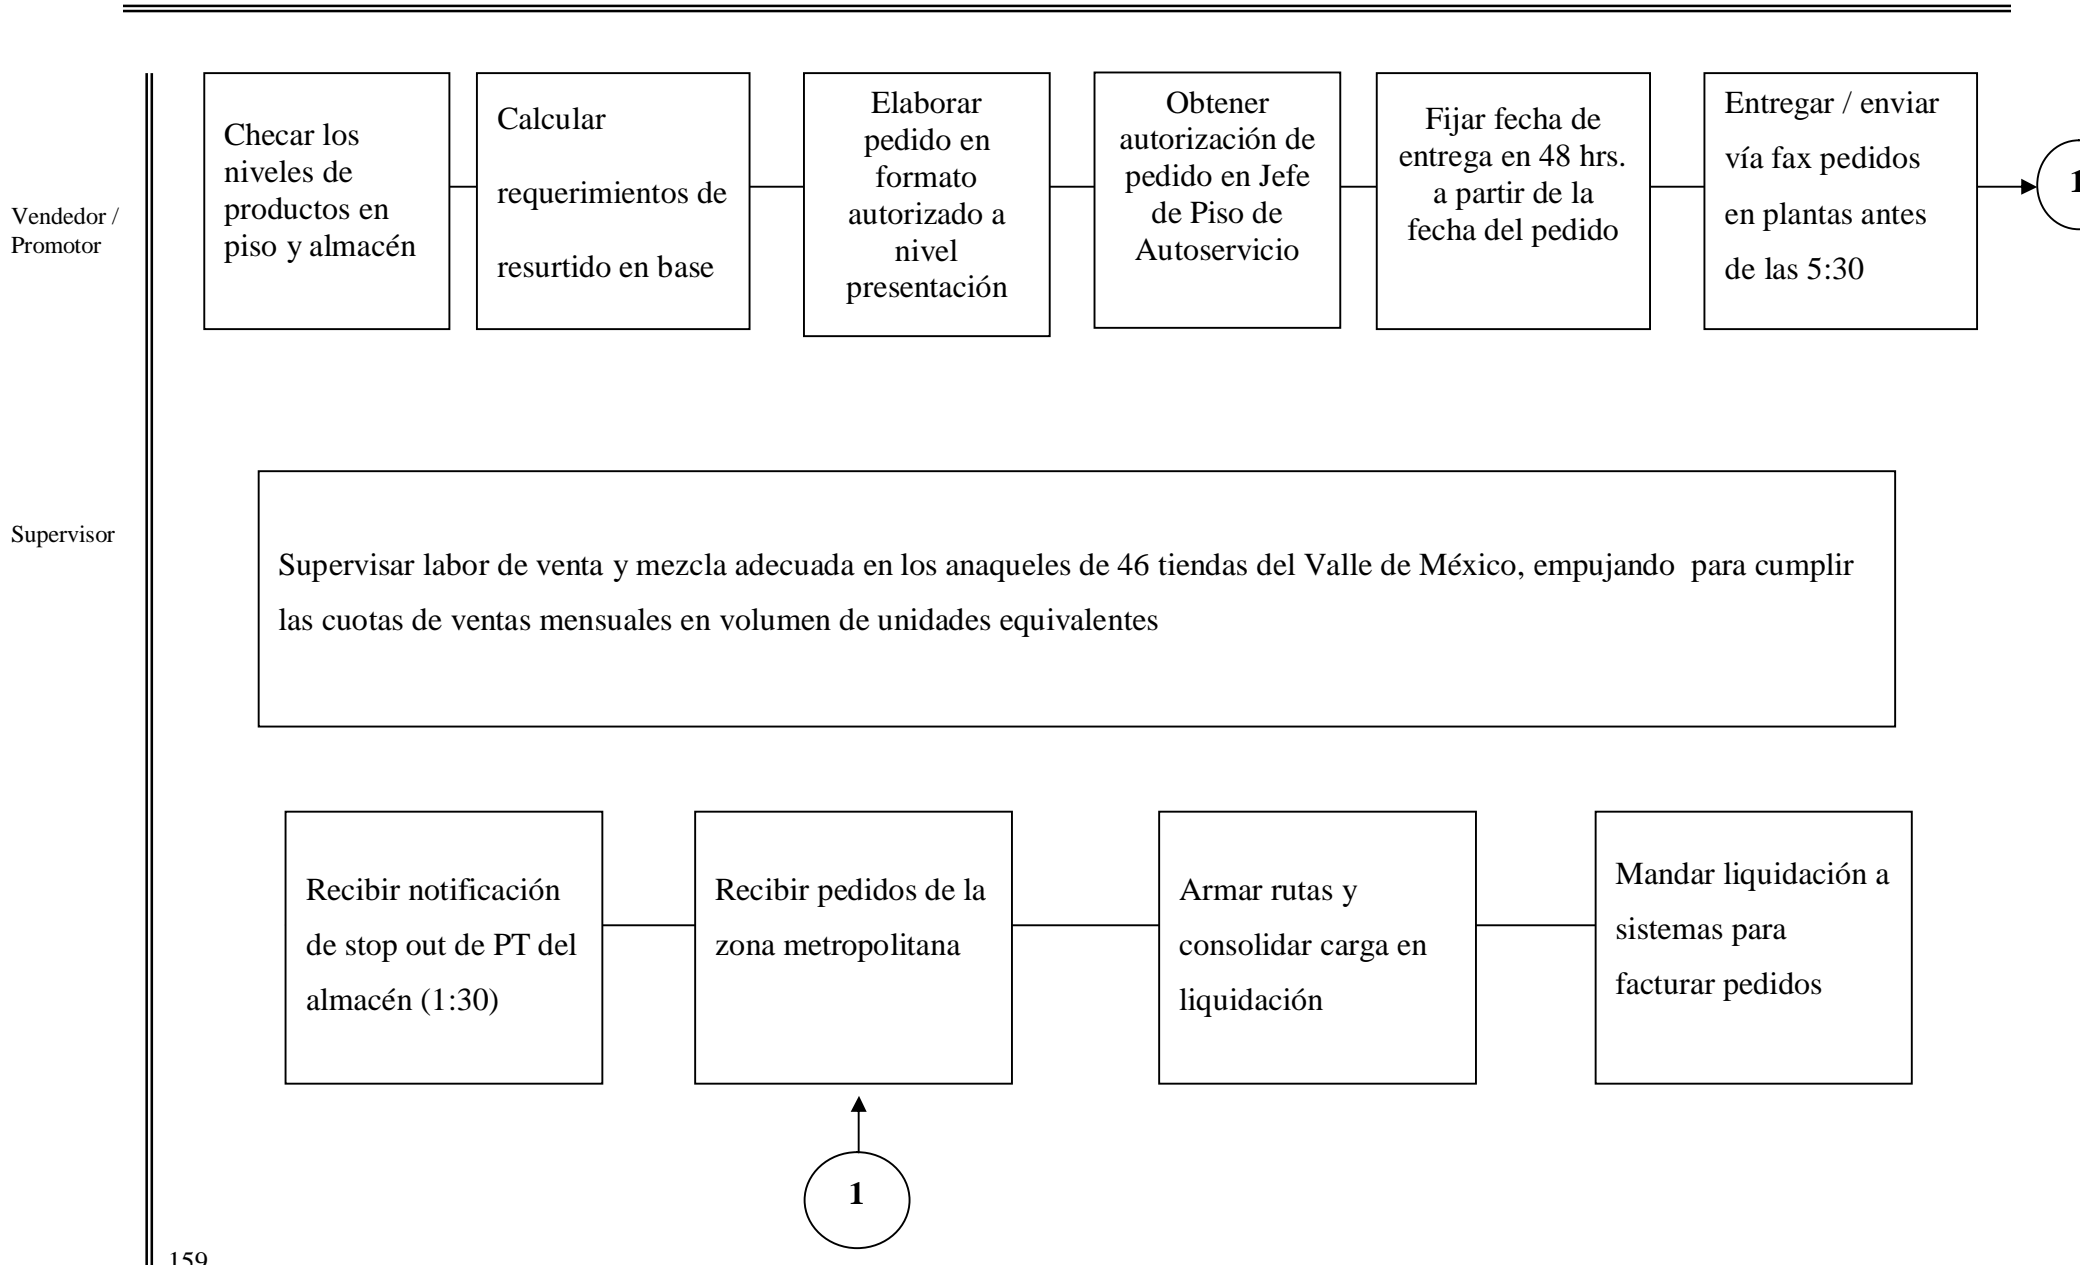 Vendedor /
Promotor
Checar los
niveles de
productos en
piso y almacén
Calcular
requerimientos de
resurtido en base
Elaborar
pedido en
formato
autorizado a
nivel
presentación
Obtener
autorización de
pedido en Jefe
de Piso de
Autoservicio
Fijar fecha de
entrega en 48 hrs.
a partir de la
fecha del pedido
Entregar / enviar
vía fax pedidos
en plantas antes
de las 5:30
1
Supervisor
Supervisar labor de venta y mezcla adecuada en los anaqueles de 46 tiendas del Valle de México, empujando  para cumplir
las cuotas de ventas mensuales en volumen de unidades equivalentes
Recibir notificación
de stop out de PT del
almacén (1:30)
Recibir pedidos de la
zona metropolitana
Armar rutas y
consolidar carga en
liquidación
Mandar liquidación a
sistemas para
facturar pedidos
1
159